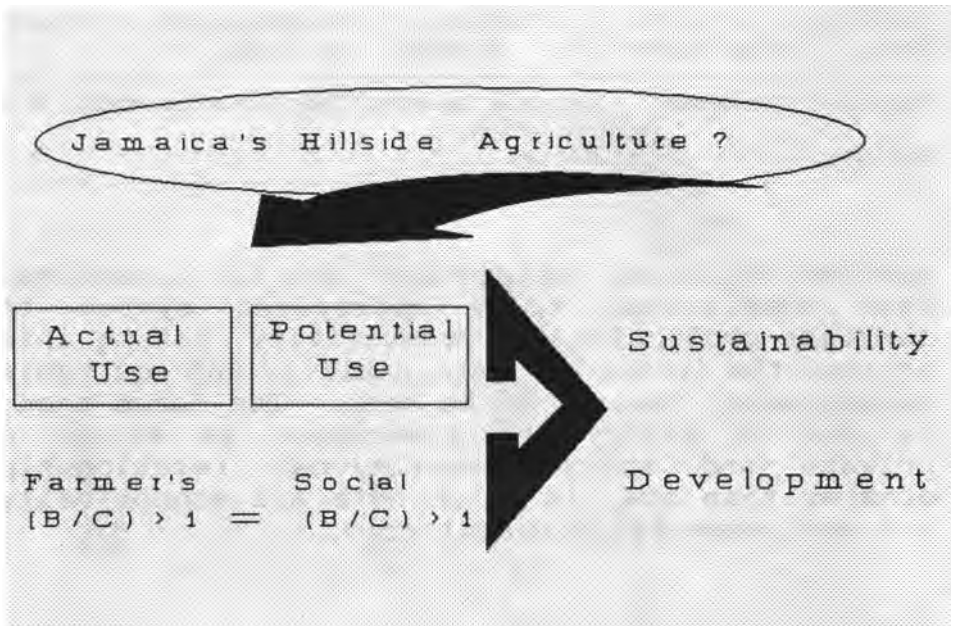 Jamaica's Hillside Agriculture ?
Actual
Use
Potential
Use
Sustainability
Farmer's
(B/C) > 1 =
Social
(B/C) > 1
Development